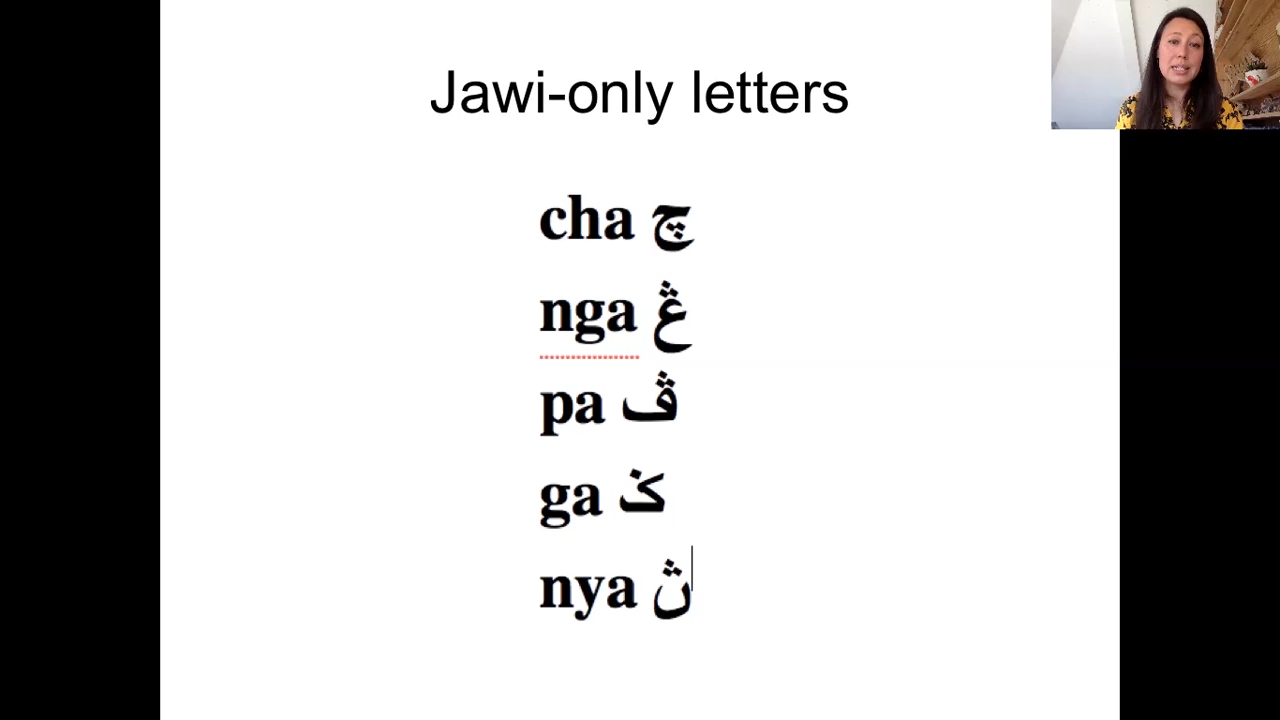 Jawi-only letters
cha چ
nga ڠ
pa ڤ
ga ݢ
nya ڽ